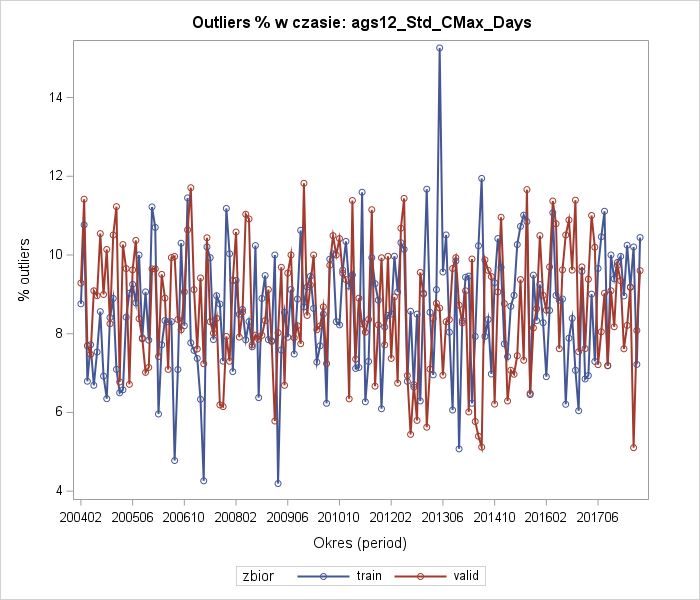 Outliers % w czasie: ags12_Std_CMax_Days
% outliers
14
12
10
8
6
4
200402 200506 200610 200802 200906 201010 201202 201306 201410 201602 201706
Okres (period)
zbior train valid